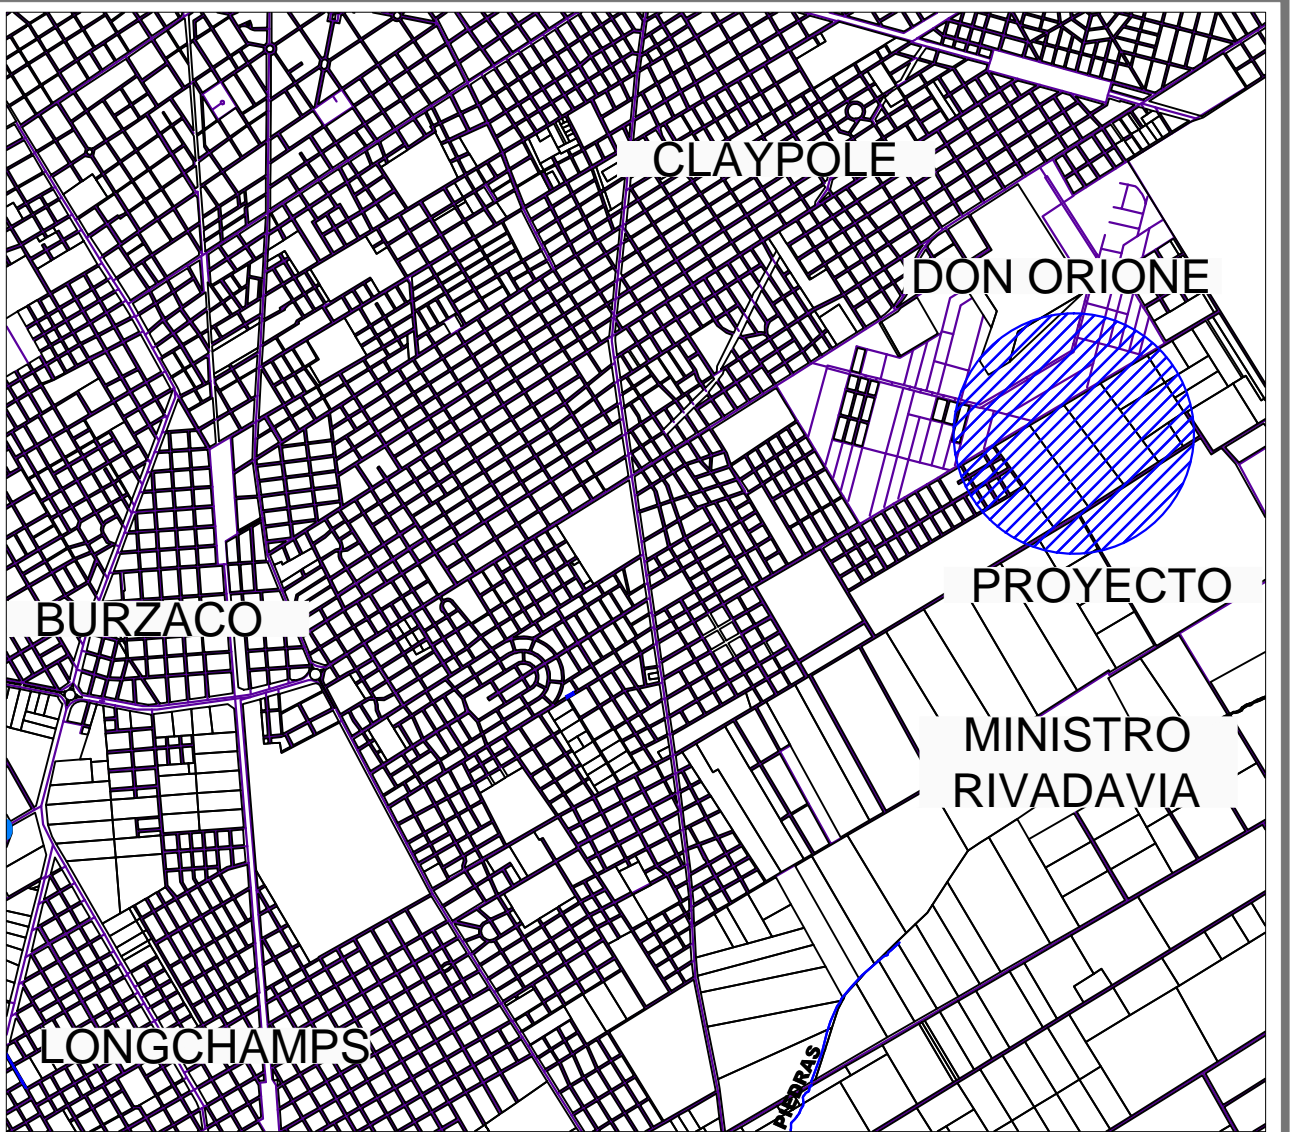 CLAYPOLE
DON ORIONE
PROYECTO
BURZACO
MINISTRO
RIVADAVIA
LONGCHAMPS
PIEDRAS